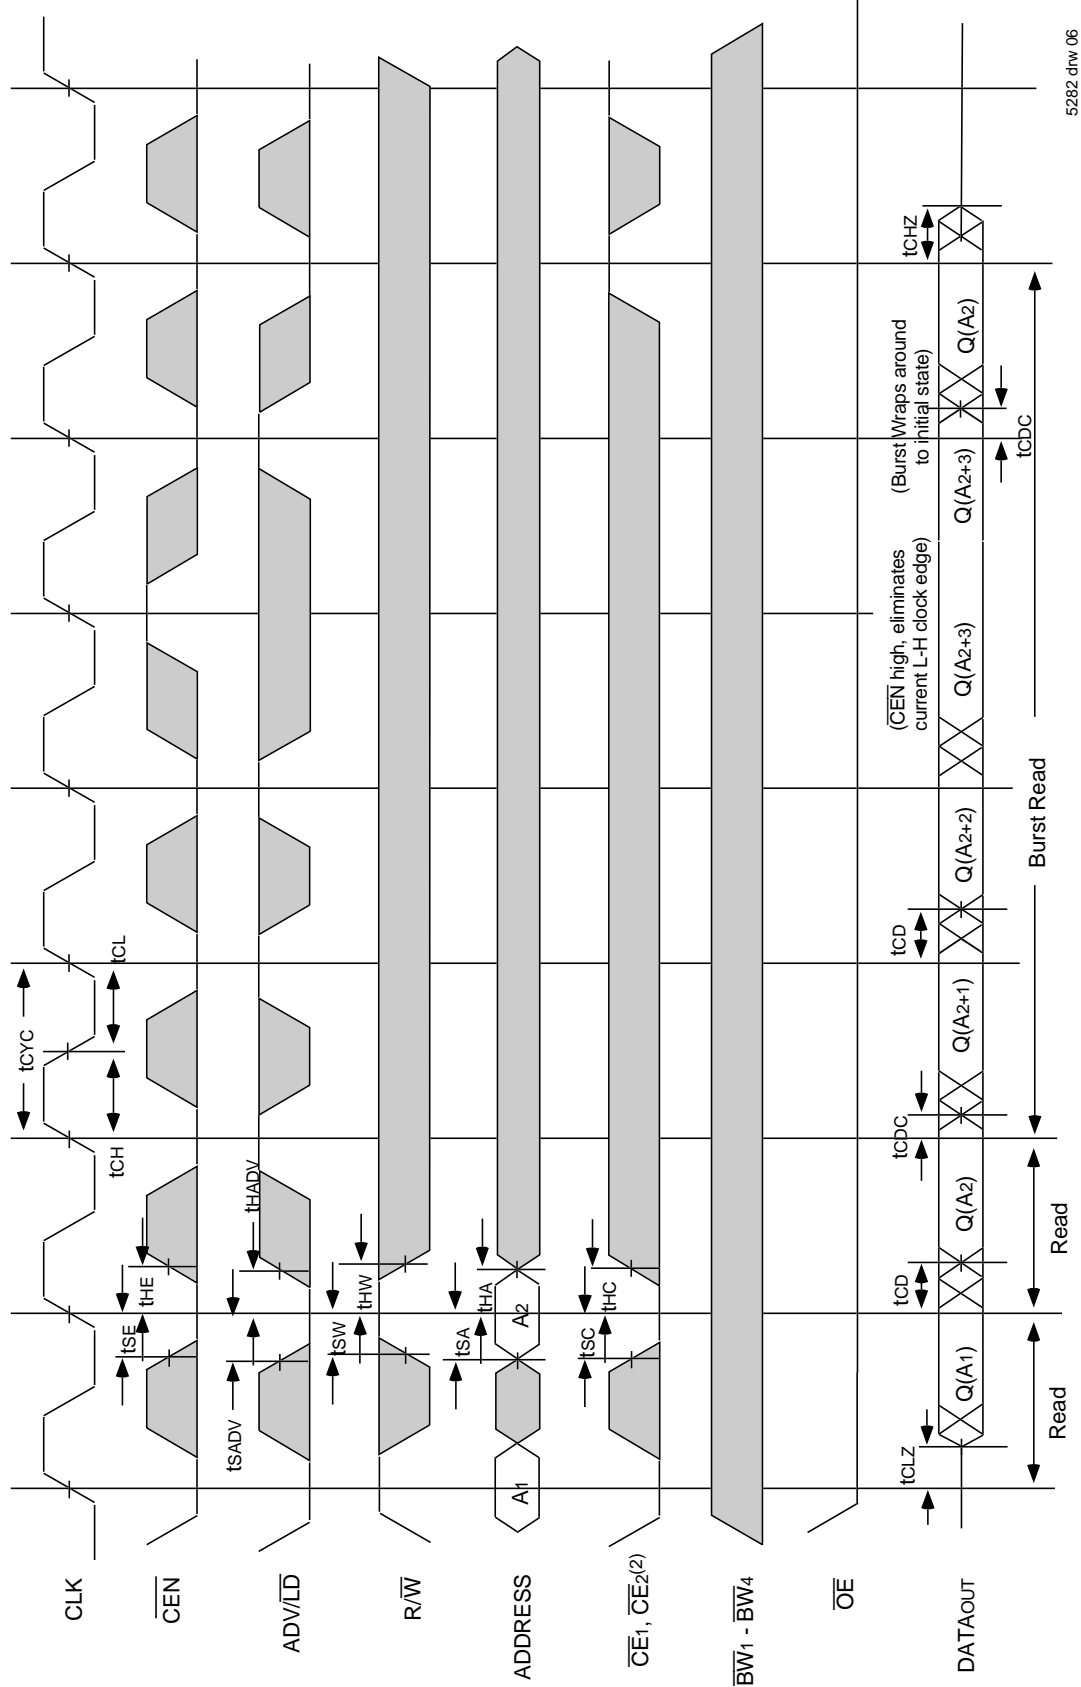 CLK
CEN
ADV/LD
R/W
ADDRESS
CE1, CE2(2)
BW1 - BW4
OE
DATAOUT
tCYC
tCH
tCL
tSE
tHE
tSADV
tHADV
tSW
tHW
tSA
tHA
A1
A2
tSC
tHC
tCLZ
Q(A1)
tCD
Q(A2)
tCDC
Q(A2+1)
tCD
Q(A2+2)
(CEN high, eliminates
current L-H clock edge)
Q(A2+3)
Q(A2+3)
(Burst Wraps around
to initial state)
tCDC
Q(A2)
tCHZ
Read
Read
Burst Read
5282 drw 06